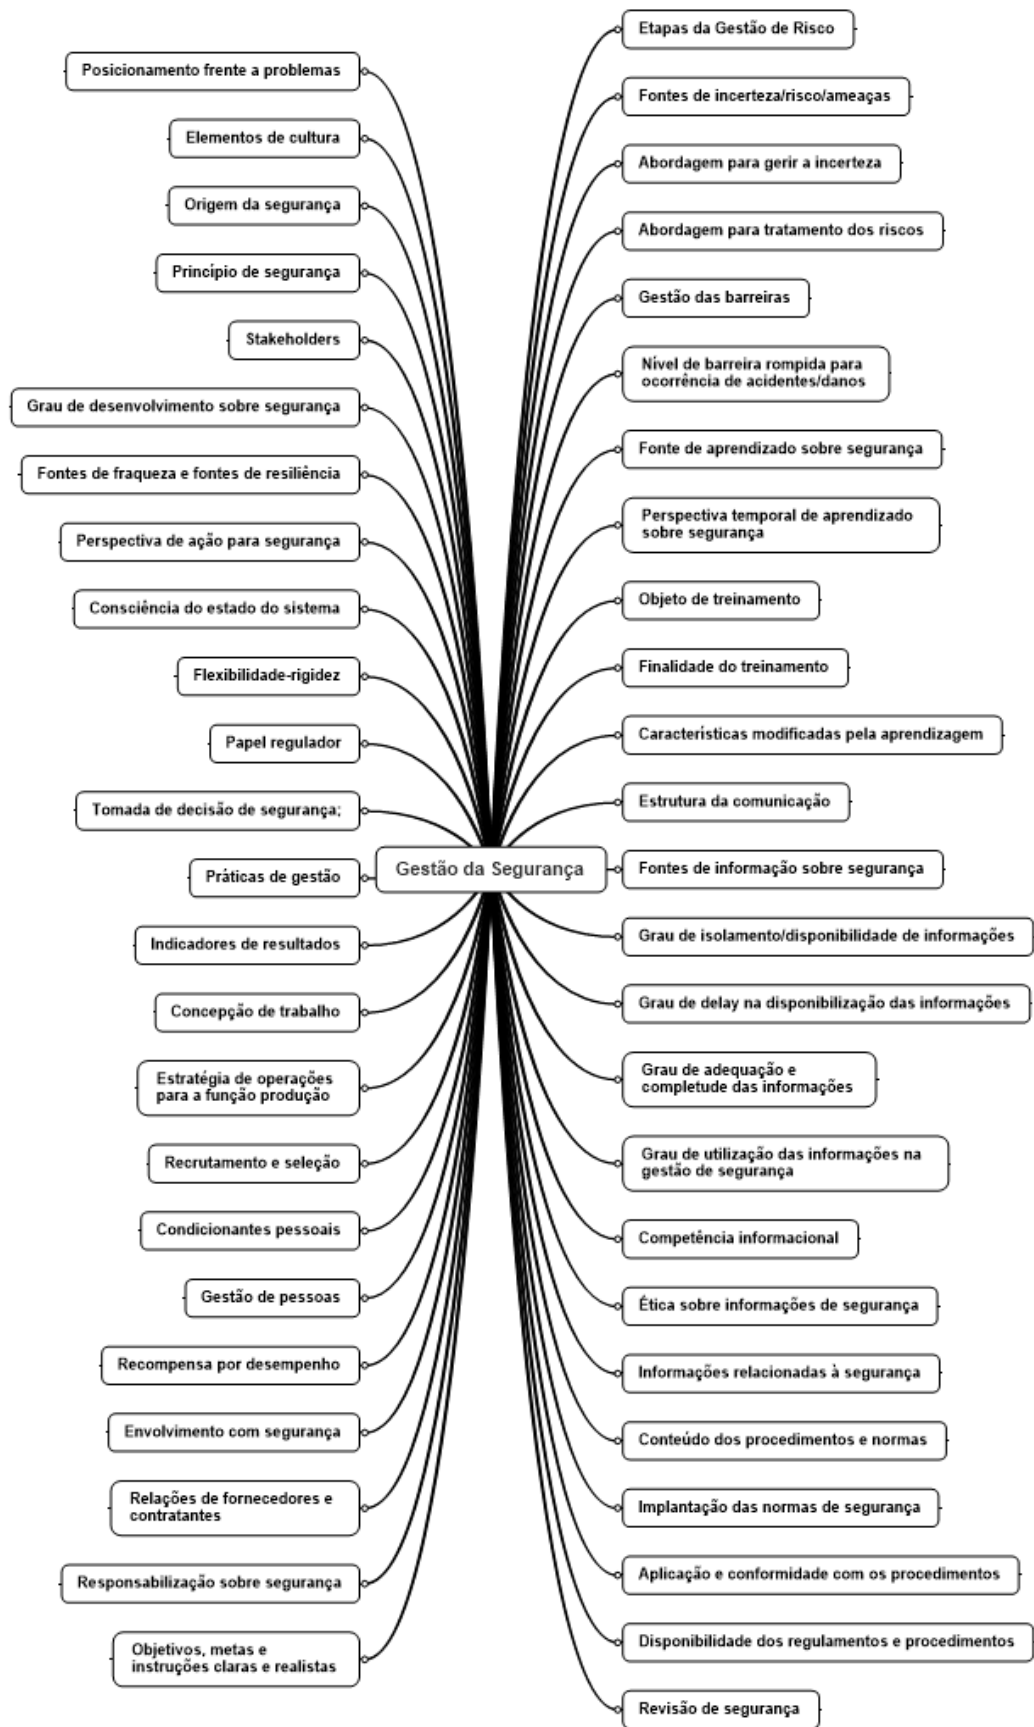 Posicionamento frente a problemas
Elementos de cultura
Origem da segurança
Princípio de segurança
Stakeholders
Grau de desenvolvimento sobre segurança
Fontes de fraqueza e fontes de resiliência
Perspectiva de ação para segurança
Consciência do estado do sistema
Flexibilidade-rigidez
Papel regulador
Tomada de decisão de segurança;
Práticas de gestão
Indicadores de resultados
Concepção de trabalho
Estratégia de operações
para a função produção
Recrutamento e seleção
Condicionantes pessoais
Gestão de pessoas
Recompensa por desempenho
Envolvimento com segurança
Relações de fornecedores e
contratantes
Responsabilização sobre segurança
Objetivos, metas e
instruções claras e realistas
Gestão da Segurança
Etapas da Gestão de Risco
Fontes de incerteza/risco/ameaças
Abordagem para gerir a incerteza
Abordagem para tratamento dos riscos
Gestão das barreiras
Nível de barreira rompida para
ocorrência de acidentes/danos
Fonte de aprendizado sobre segurança
Perspectiva temporal de aprendizado
sobre segurança
Objeto de treinamento
Finalidade do treinamento
Características modificadas pela aprendizagem
Estrutura da comunicação
Fontes de informação sobre segurança
Grau de isolamento/disponibilidade de informações
Grau de delay na disponibilização das informações
Grau de adequação e
completude das informações
Grau de utilização das informações na
gestão de segurança
Competência informacional
Ética sobre informações de segurança
Informações relacionadas à segurança
Conteúdo dos procedimentos e normas
Implantação das normas de segurança
Aplicação e conformidade com os procedimentos
Disponibilidade dos regulamentos e procedimentos
Revisão de segurança